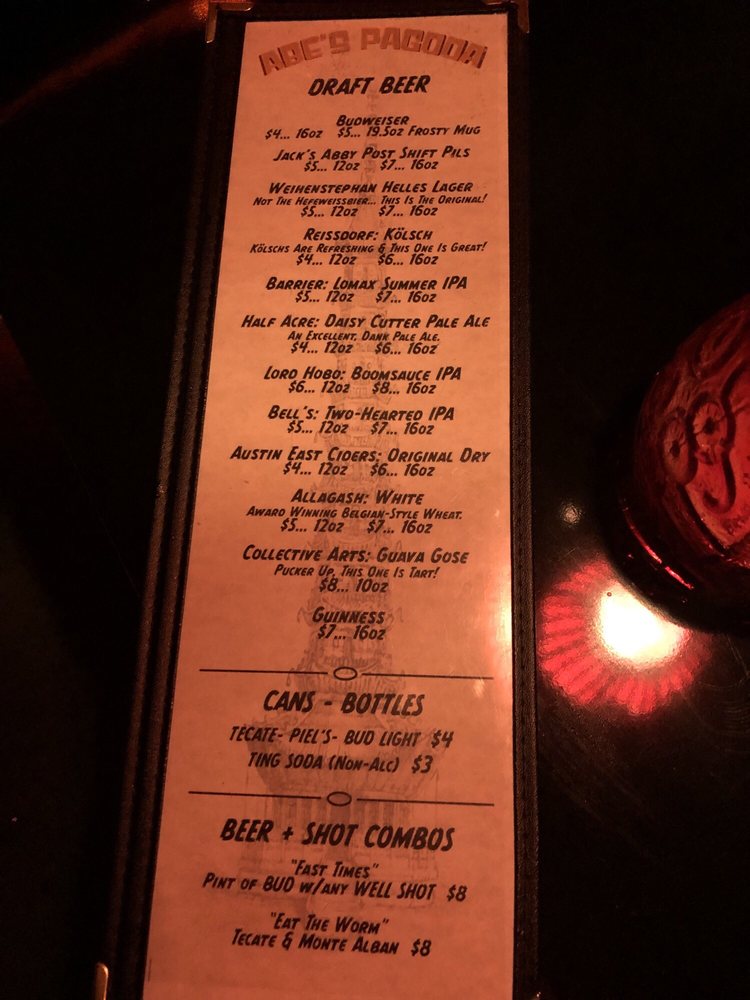 ABE'S PAGODA
DRAFT BEER
BUDWEISER
$4... 16OZ $5... 19.5OZ FROSTY MUG
JACK'S ABBY POST SHIFT PILS
$5... 12OZ $7... 16OZ
WEIHENSTEPHAN HELLES LAGER
NOT THE HEFEWEISSBIER... THIS IS THE ORIGINAL!
$5... 12OZ $7... 16OZ
REISSDORF: KÖLSCH
KÖLSCHS ARE REFRESHING & THIS ONE IS GREAT!
$4... 12OZ $6... 16OZ
BARRIER: LOMAX SUMMER IPA
$5... 12OZ $7... 16OZ
HALF ACRE: DAISY CUTTER PALE ALE
AN EXCELLENT, DANK PALE ALE.
$4... 12OZ $6... 16OZ
LORD HOBO: BOOMSAUCE IPA
$6... 12OZ $8... 16OZ
BELL'S: TWO-HEARTED IPA
$5... 12OZ $7... 16OZ
AUSTIN EAST CIDERS: ORIGINAL DRY
$4... 12OZ $6... 16OZ
ALLAGASH: WHITE
AWARD WINNING BELGIAN-STYLE WHEAT.
$5... 12OZ $7... 16OZ
COLLECTIVE ARTS: GUAVA GOSE
PUCKER UP, THIS ONE IS TART!
$8... 10OZ
GUINNESS
$7... 16OZ
CANS - BOTTLES
TECATE- PIEL'S- BUD LIGHT $4
TING SODA (NON-ALC) $3
BEER + SHOT COMBOS
"FAST TIMES"
PINT OF BUD W/ANY WELL SHOT $8
"EAT THE WORM"
TECATE & MONTE ALBAN $8